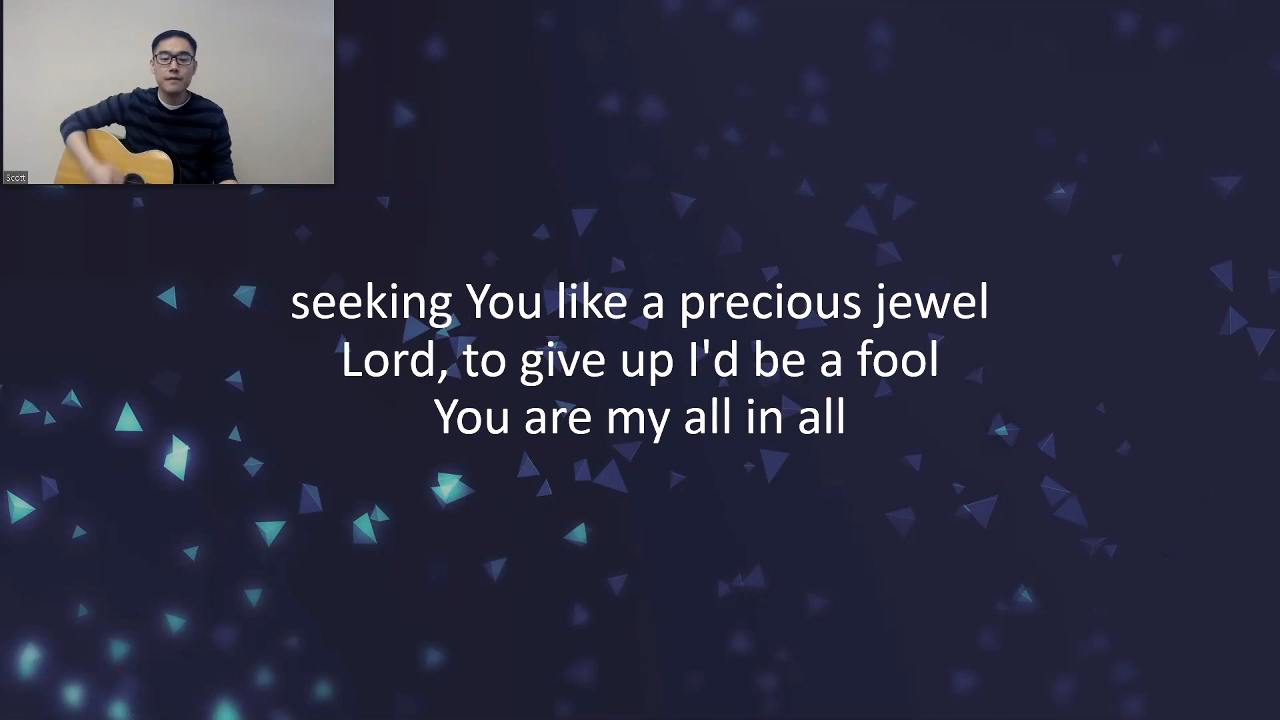 Scott
seeking You like a precious jewel
Lord, to give up I'd be a fool
You are my all in all